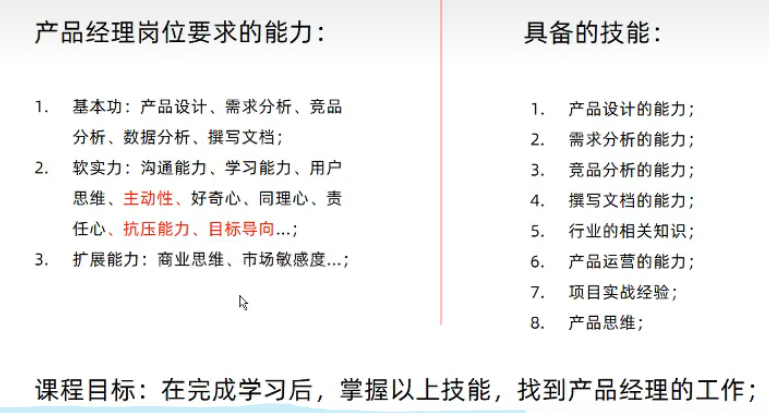 产品经理岗位要求的能力：
1. 基本功：产品设计、需求分析、竞品
分析、数据分析、撰写文档；
2. 软实力：沟通能力、学习能力、用户
思维、主动性、好奇心、同理心、责
任心、抗压能力、目标导向...；
3. 扩展能力：商业思维、市场敏感度...；
具备的技能：
1. 产品设计的能力；
2. 需求分析的能力；
3. 竞品分析的能力；
4. 撰写文档的能力；
5. 行业的相关知识；
6. 产品运营的能力；
7. 项目实战经验；
8. 产品思维；
课程目标：在完成学习后，掌握以上技能，找到产品经理的工作；